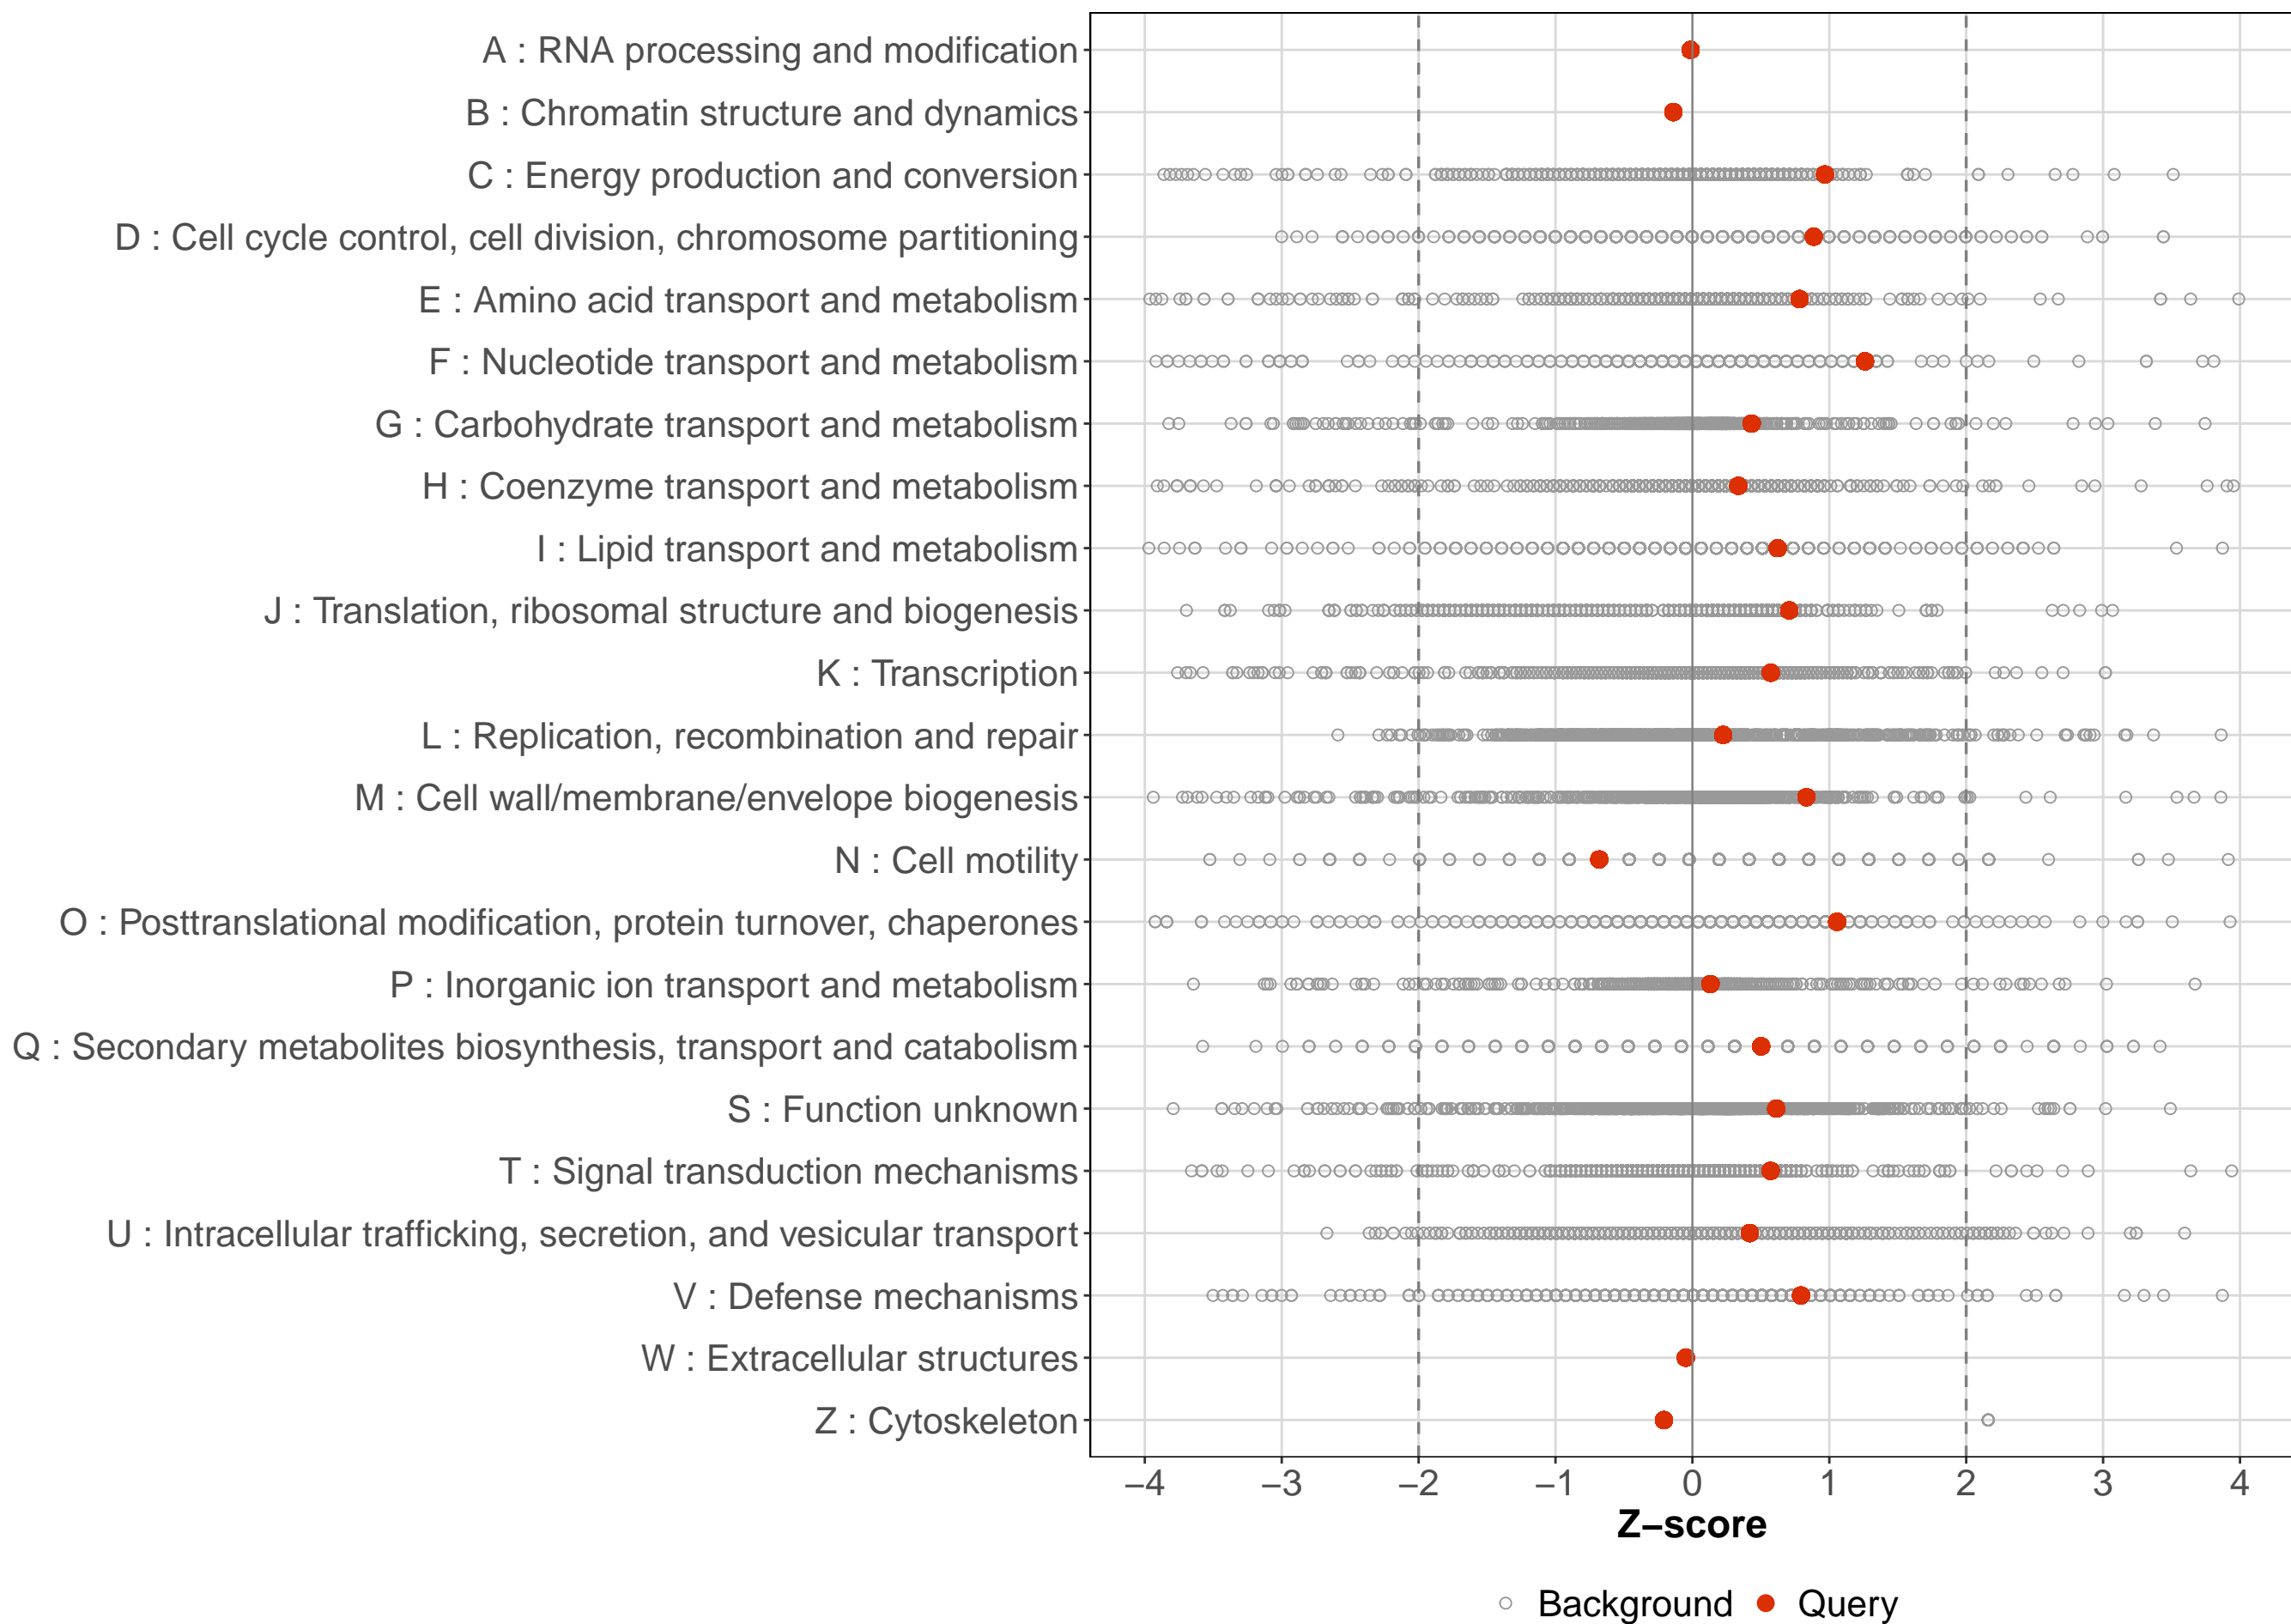 A : RNA processing and modification
B : Chromatin structure and dynamics
C : Energy production and conversion
D : Cell cycle control, cell division, chromosome partitioning
E : Amino acid transport and metabolism
F : Nucleotide transport and metabolism
G : Carbohydrate transport and metabolism
H : Coenzyme transport and metabolism
I : Lipid transport and metabolism
J : Translation, ribosomal structure and biogenesis
K : Transcription
L : Replication, recombination and repair
M : Cell wall/membrane/envelope biogenesis
N : Cell motility
O : Posttranslational modification, protein turnover, chaperones
P : Inorganic ion transport and metabolism
Q : Secondary metabolites biosynthesis, transport and catabolism
S : Function unknown
T : Signal transduction mechanisms
U : Intracellular trafficking, secretion, and vesicular transport
V : Defense mechanisms
W : Extracellular structures
Z : Cytoskeleton
−4 −3 −2 −1 0 1 2 3 4
Z−score
Background Query